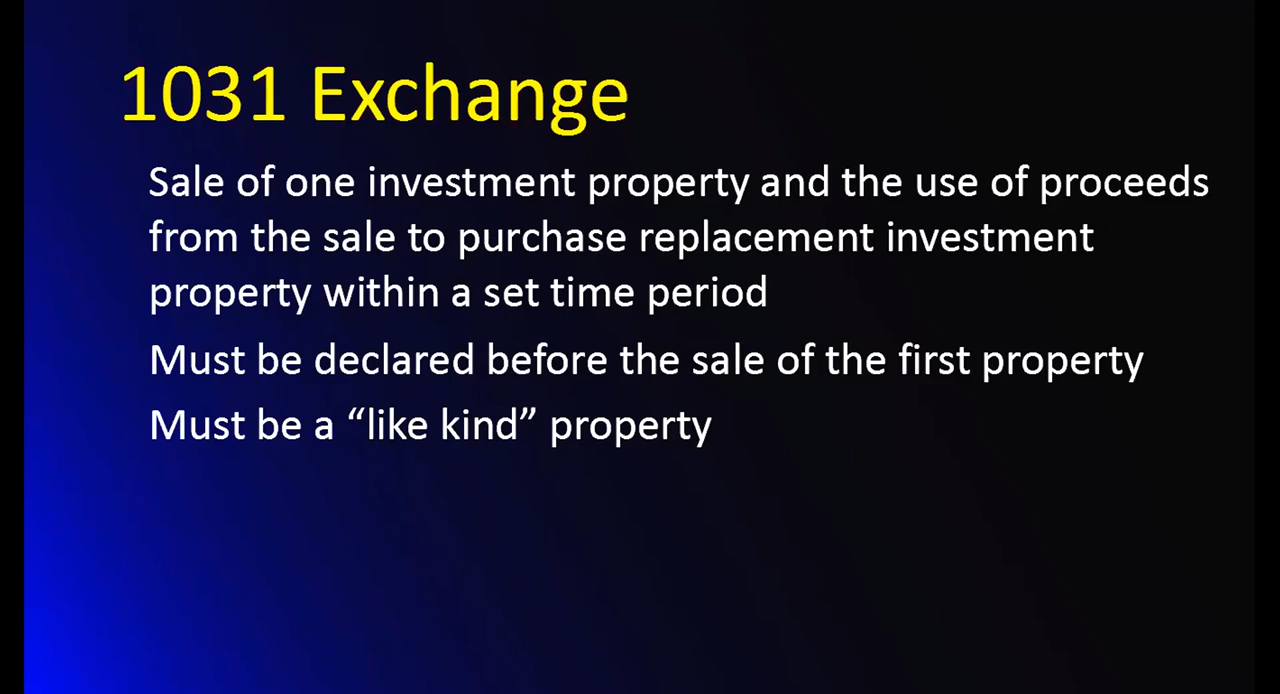 1031 Exchange
Sale of one investment property and the use of proceeds
from the sale to purchase replacement investment
property within a set time period
Must be declared before the sale of the first property
Must be a “like kind” property